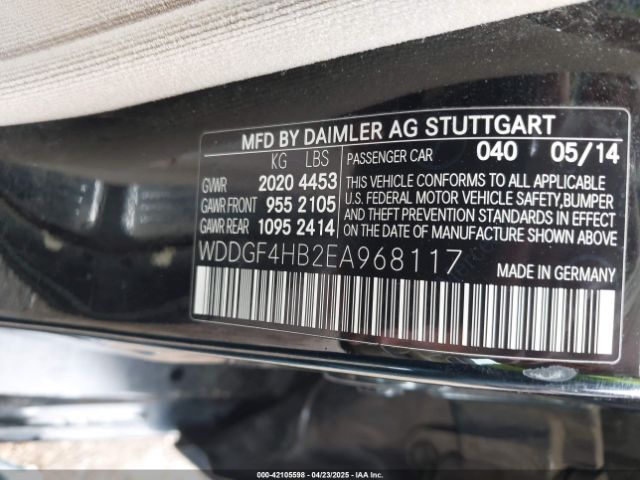 MFD BY DAIMLER AG STUTTGART
KG LBS
GVWR 2020 4453
GAWR FRONT 955 2105
GAWR REAR 1095 2414
PASSENGER CAR 040 05/14
THIS VEHICLE CONFORMS TO ALL APPLICABLE
U.S. FEDERAL MOTOR VEHICLE SAFETY,BUMPER
AND THEFT PREVENTION STANDARDS IN EFFECT
ON THE DATE OF MANUFACTURE SHOWN ABOVE
WDDGF4HB2EA968117
MADE IN GERMANY
000-42105598 - 04/23/2025 - IAAI.COM